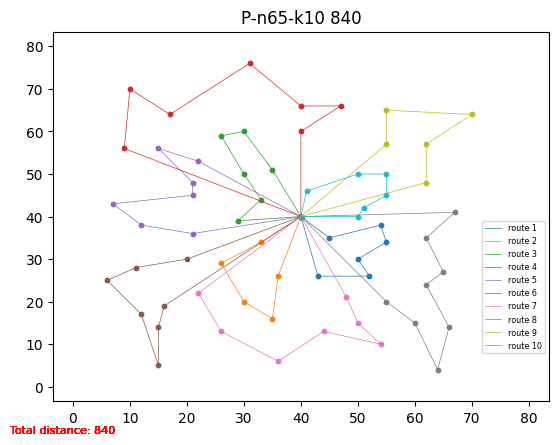 P-n65-k10 840
80
70
60
50
40
30
20
10
0
route 1
route 2
route 3
route 4
route 5
route 6
route 7
route 8
route 9
route 10
0 10 20 30 40 50 60 70 80
Total distance: 840